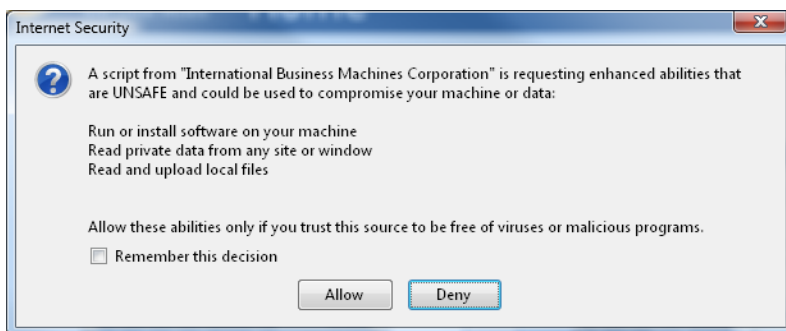 Home
Internet Security
A script from "International Business Machines Corporation" is requesting enhanced abilities that
are UNSAFE and could be used to compromise your machine or data:
Run or install software on your machine
Read private data from any site or window
Read and upload local files
Allow these abilities only if you trust this source to be free of viruses or malicious programs.
Remember this decision
Allow
Deny